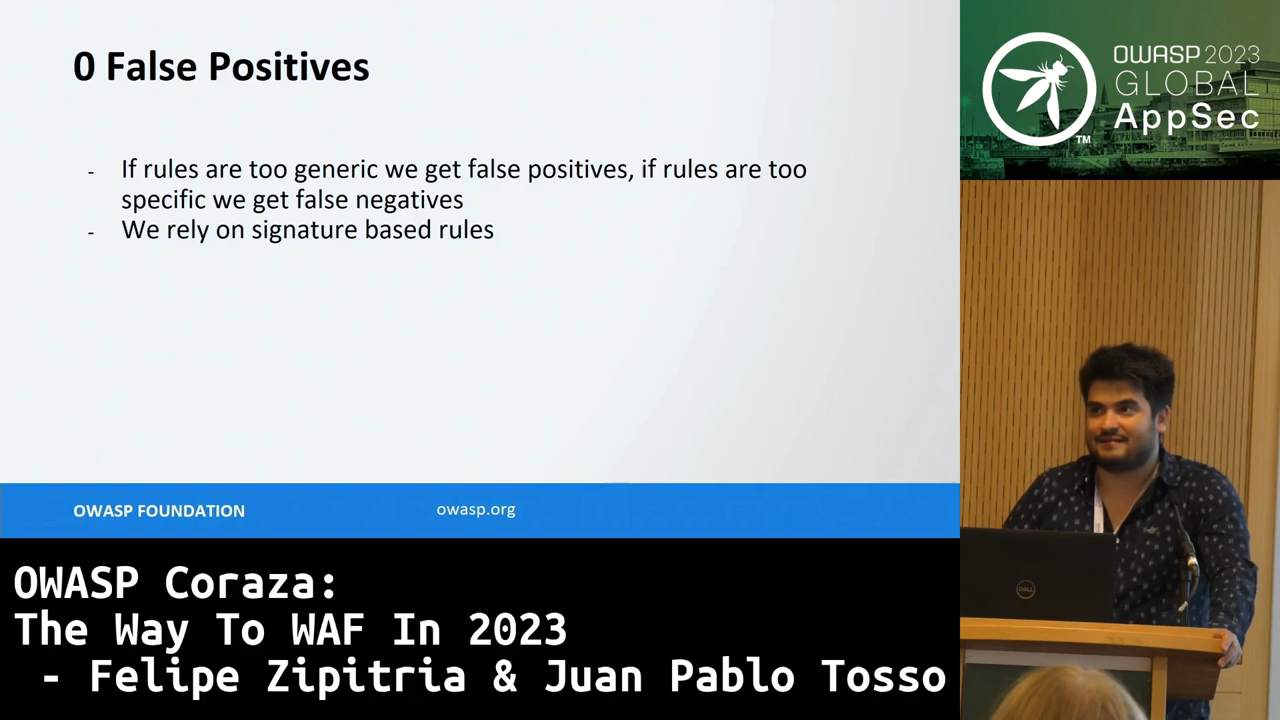 0 False Positives
- If rules are too generic we get false positives, if rules are too
specific we get false negatives
- We rely on signature based rules
OWASP FOUNDATION
owasp.org
OWASP 2023
GLOBAL
AppSec
TM
DELL
OWASP Coraza:
The Way To WAF In 2023
- Felipe Zipitria & Juan Pablo Tosso